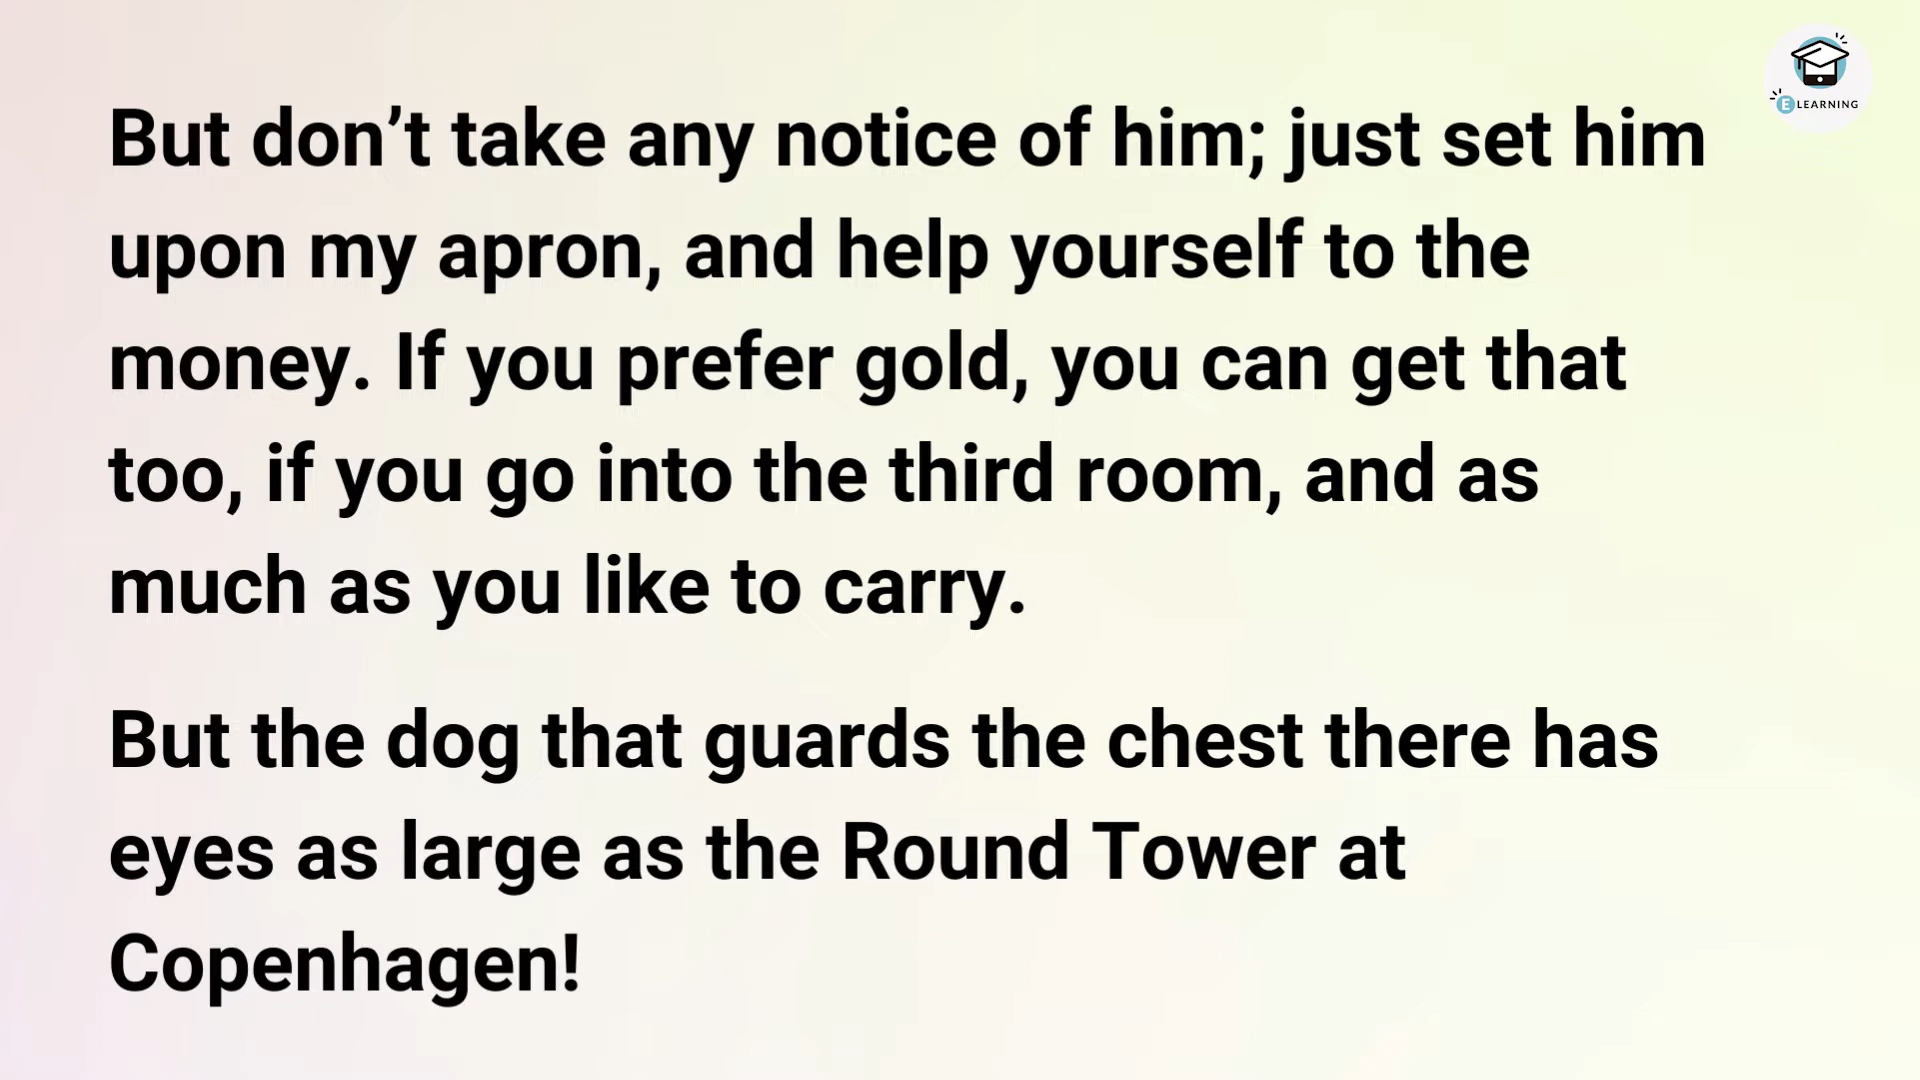 But don’t take any notice of him; just set him
upon my apron, and help yourself to the
money. If you prefer gold, you can get that
too, if you go into the third room, and as
much as you like to carry.
But the dog that guards the chest there has
eyes as large as the Round Tower at
Copenhagen!
E LEARNING